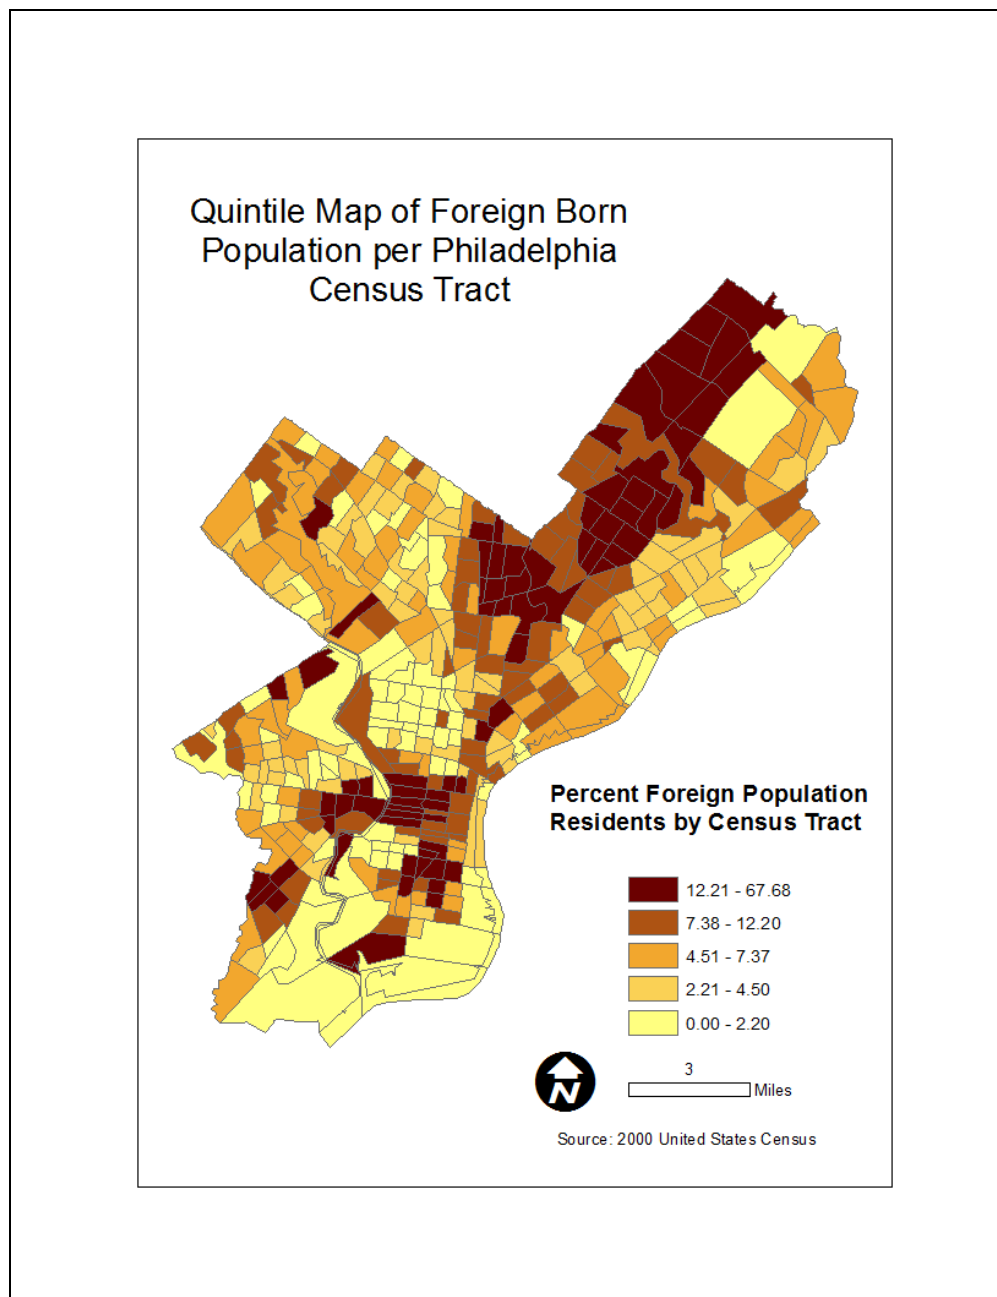 Quintile Map of Foreign Born
Population per Philadelphia
Census Tract
Percent Foreign Population
Residents by Census Tract
12.21 - 67.68
7.38 - 12.20
4.51 - 7.37
2.21 - 4.50
0.00 - 2.20
N
3
Miles
Source: 2000 United States Census